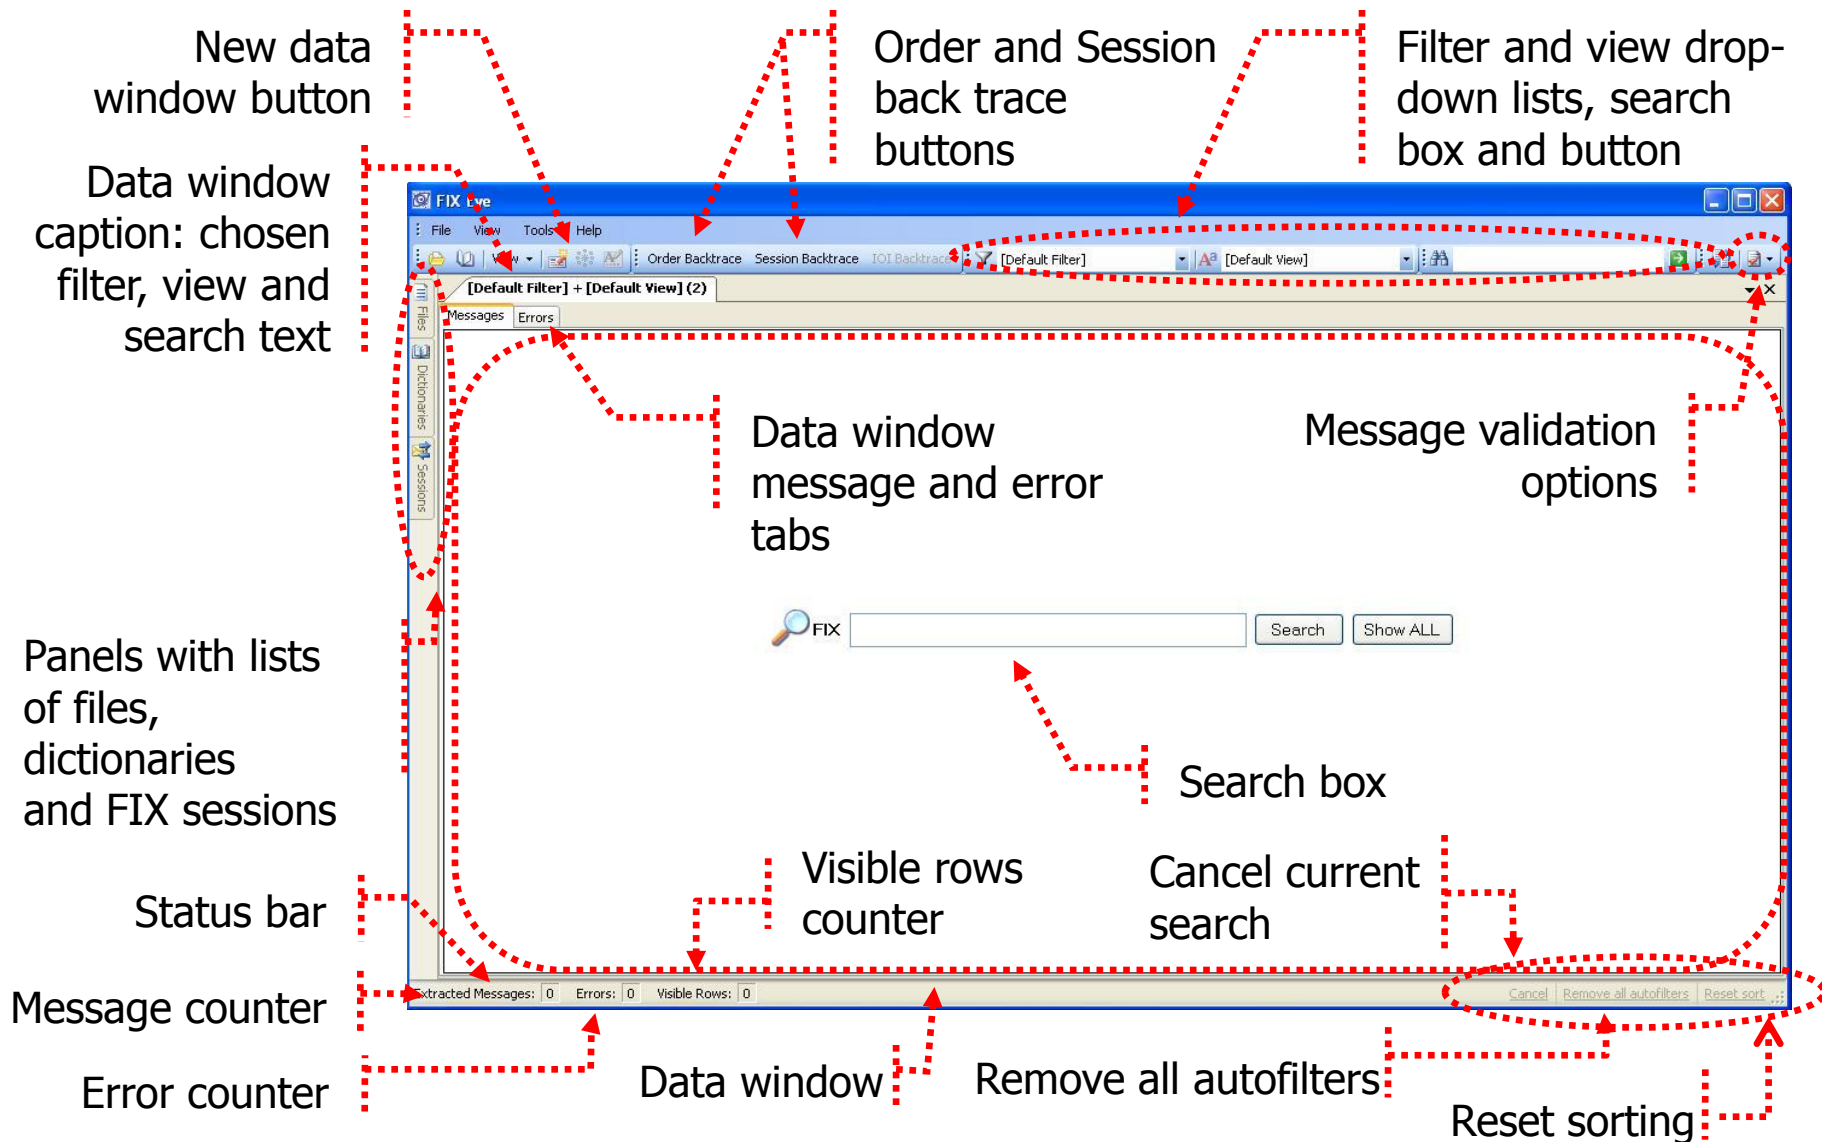 New data
window button
Order and Session
back trace
buttons
Filter and view drop-
down lists, search
box and button
Data window
caption: chosen
filter, view and
search text
FIX Eye
File View Tools Help
View Order Backtrace Session Backtrace IOI Backtrace [Default Filter] Aa [Default View]
[Default Filter] + [Default View] (2)
Messages Errors
Files
Dictionaries
Sessions
Data window
message and error
tabs
Message validation
options
FIX Search Show ALL
Panels with lists
of files,
dictionaries
and FIX sessions
Search box
Visible rows
counter
Cancel current
search
Status bar
Message counter
Extracted Messages: 0 Errors: 0 Visible Rows: 0 Cancel Remove all autofilters Reset sort
Error counter
Data window
Remove all autofilters
Reset sorting